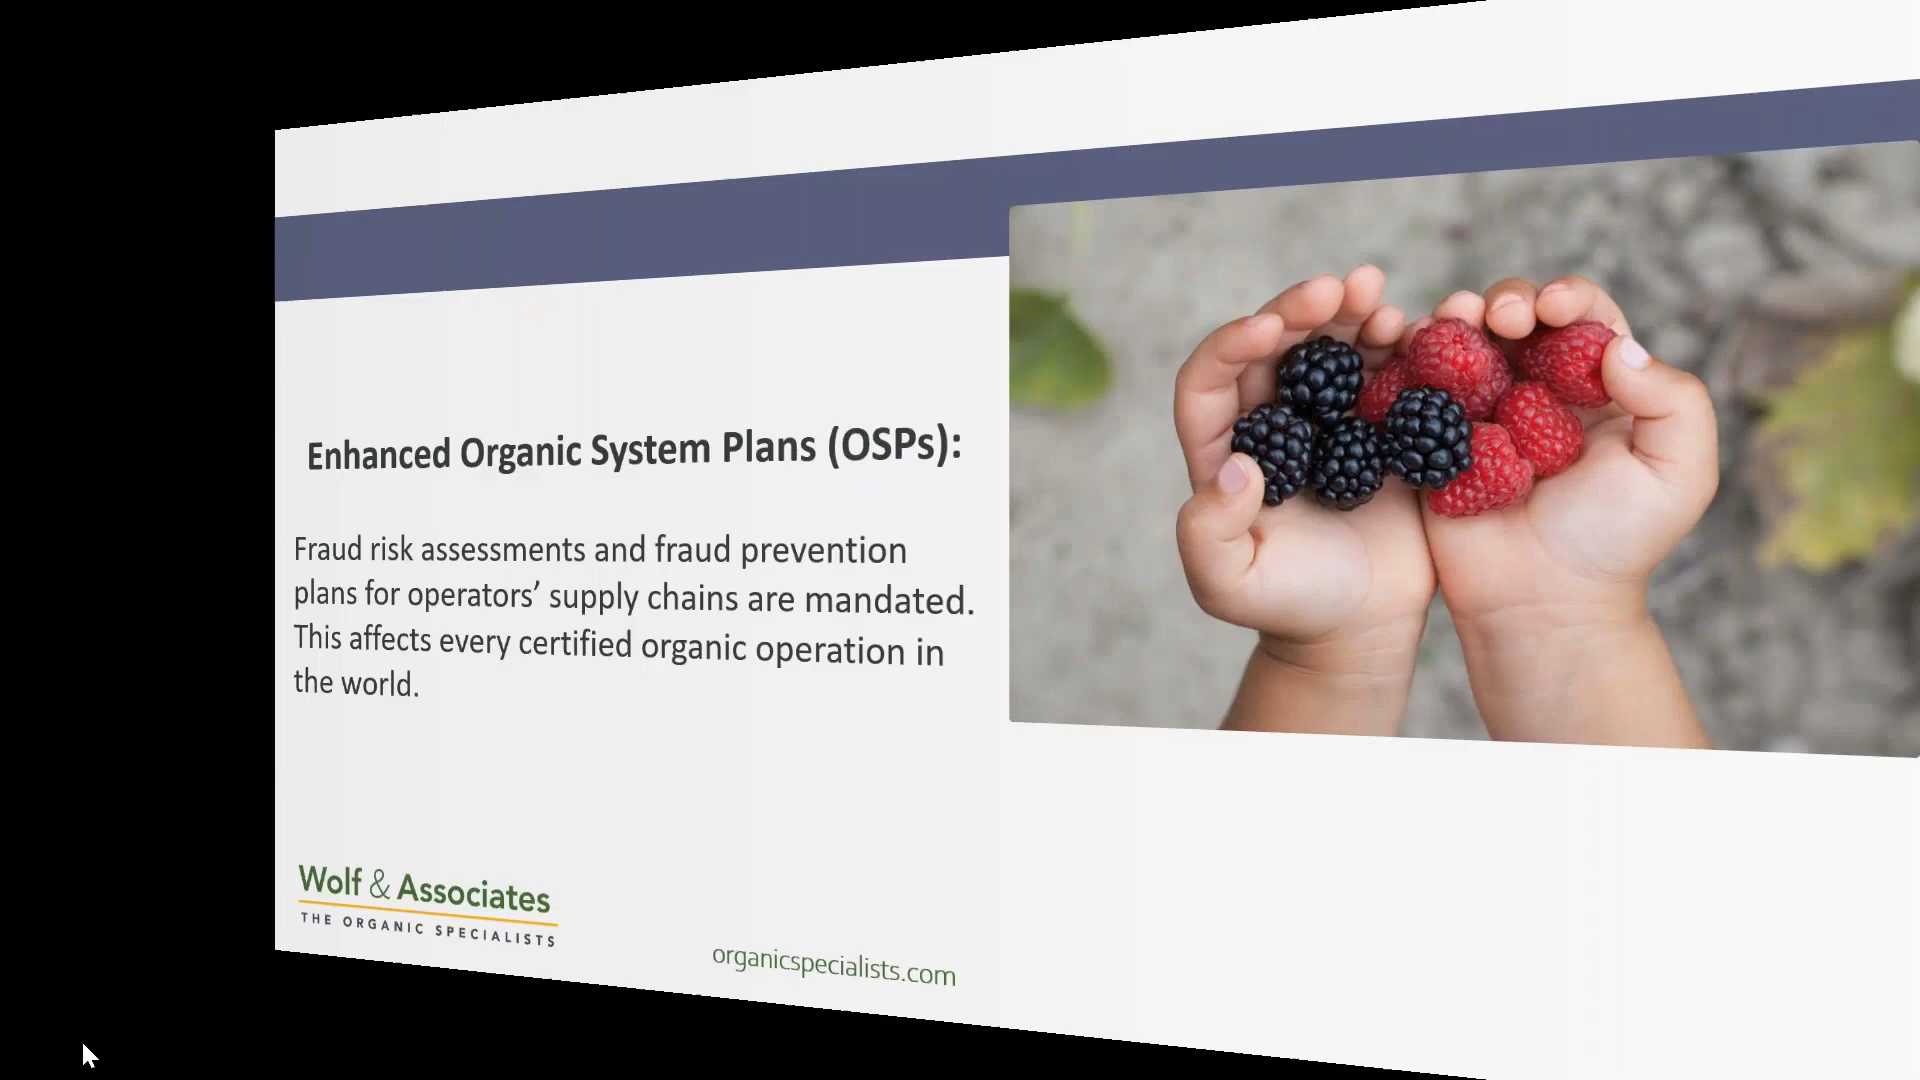 Enhanced Organic System Plans (OSPs):
Fraud risk assessments and fraud prevention
plans for operators’ supply chains are mandated.
This affects every certified organic operation in
the world.
Wolf & Associates
THE ORGANIC SPECIALISTS
organicspecialists.com